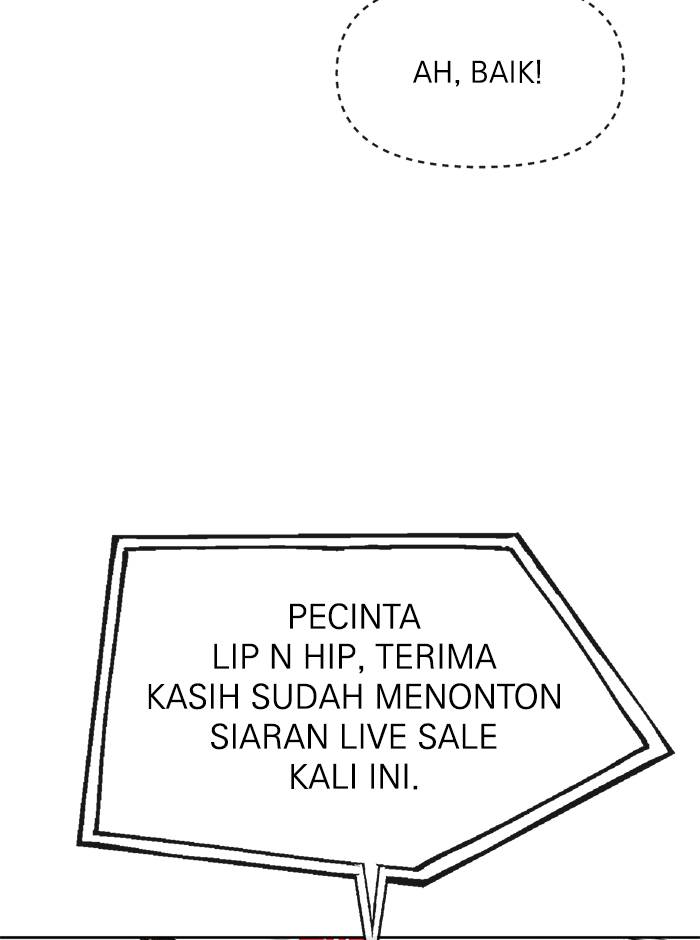 AH, BAIK!
PECINTA
LIP N HIP, TERIMA
KASIH SUDAH MENONTON
SIARAN LIVE SALE
KALI INI.